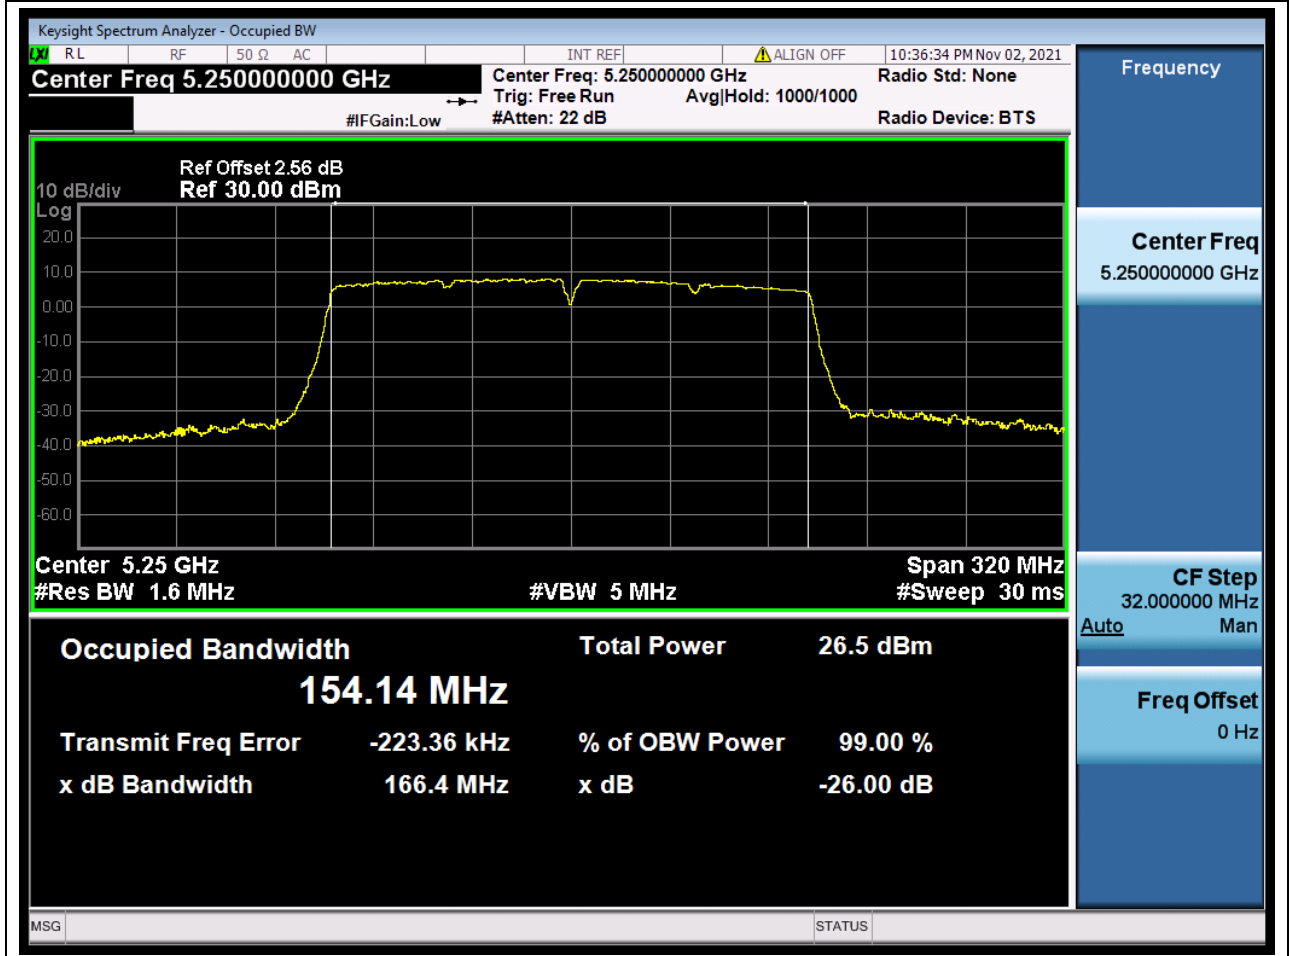 Keysight Spectrum Analyzer - Occupied BW
LXI RL RF 50 Ω AC INT REF ALIGN OFF 10:36:34 PM Nov 02, 2021
Center Freq 5.250000000 GHz
Center Freq: 5.250000000 GHz Radio Std: None
Trig: Free Run Avg|Hold: 1000/1000
#IFGain:Low #Atten: 22 dB Radio Device: BTS
Ref Offset 2.56 dB
10 dB/div Ref 30.00 dBm
Log
20.0
10.0
0.00
-10.0
-20.0
-30.0
-40.0
-50.0
-60.0
Center 5.25 GHz Span 320 MHz
#Res BW 1.6 MHz #VBW 5 MHz #Sweep 30 ms
Occupied Bandwidth Total Power 26.5 dBm
154.14 MHz
Transmit Freq Error -223.36 kHz % of OBW Power 99.00 %
x dB Bandwidth 166.4 MHz x dB -26.00 dB
Frequency
Center Freq
5.250000000 GHz
CF Step
32.000000 MHz
Auto Man
Freq Offset
0 Hz
MSG STATUS